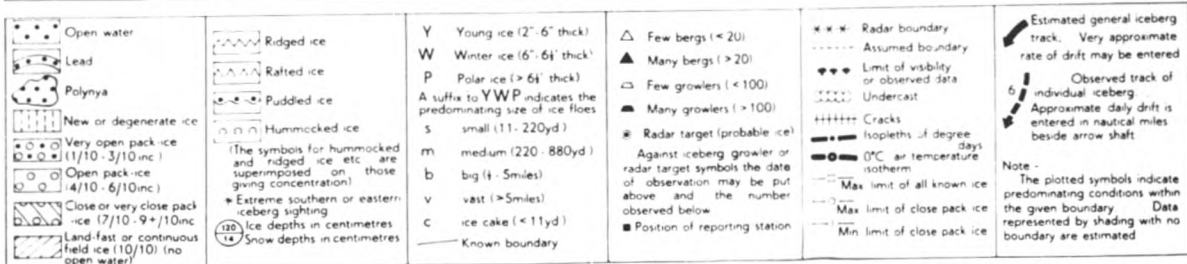 Open water
Lead
Polynya
New or degenerate ice
Very open pack-ice
(1/10 - 3/10 inc)
Open pack-ice
(4/10 - 6/10 inc)
Close or very close pack
-ice (7/10 - 9+/10 inc
Land-fast or continuous
field ice (10/10) (no
open water)
Ridged ice
Rafted ice
Puddled ice
Hummocked ice
(The symbols for hummocked
and ridged ice etc are
superimposed on those
giving concentration)
* Extreme southern or eastern
iceberg sighting
120 Ice depths in centimetres
14 Snow depths in centimetres
Y Young ice (2"-6" thick)
W Winter ice (6"-6½' thick)
P Polar ice (> 6½' thick)
A suffix to YWP indicates the
predominating size of ice floes
s small (11-220yd)
m medium (220-880yd)
b big (½-5miles)
v vast (>5miles)
c ice cake (<11yd)
Known boundary
Few bergs (<20)
Many bergs (>20)
Few growlers (<100)
Many growlers (>100)
Radar target (probable ice)
Against iceberg growler or
radar target symbols the date
of observation may be put
above and the number
observed below
Position of reporting station
Radar boundary
Assumed boundary
Limit of visibility
or observed data
Undercast
Cracks
Isopleths of degree
days
0°C air temperature
isotherm
Max limit of all known ice
Max limit of close pack ice
Min limit of close pack ice
Estimated general iceberg
track. Very approximate
rate of drift may be entered
6 Observed track of
individual iceberg.
Approximate daily drift is
entered in nautical miles
beside arrow shaft
Note -
The plotted symbols indicate
predominating conditions within
the given boundary Data
represented by shading with no
boundary are estimated